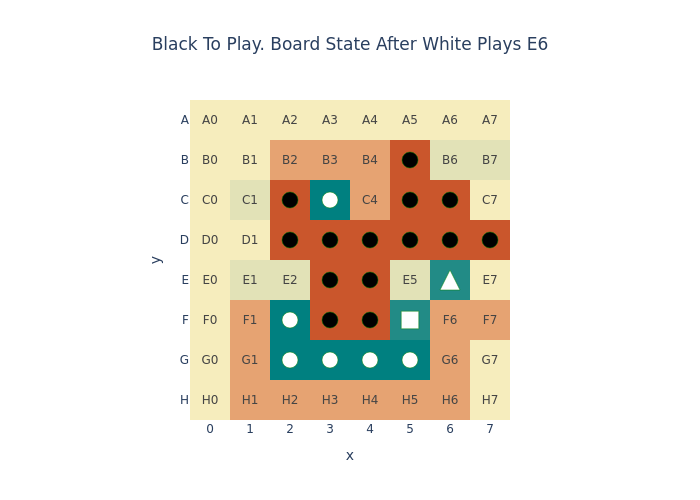 Black To Play. Board State After White Plays E6
A A0 A1 A2 A3 A4 A5 A6 A7
B B0 B1 B2 B3 B4 B6 B7
C C0 C1 C4 C7
D D0 D1
E E0 E1 E2 E5 E7
F F0 F1 F6 F7
G G0 G1 G6 G7
H H0 H1 H2 H3 H4 H5 H6 H7
0 1 2 3 4 5 6 7
x
y